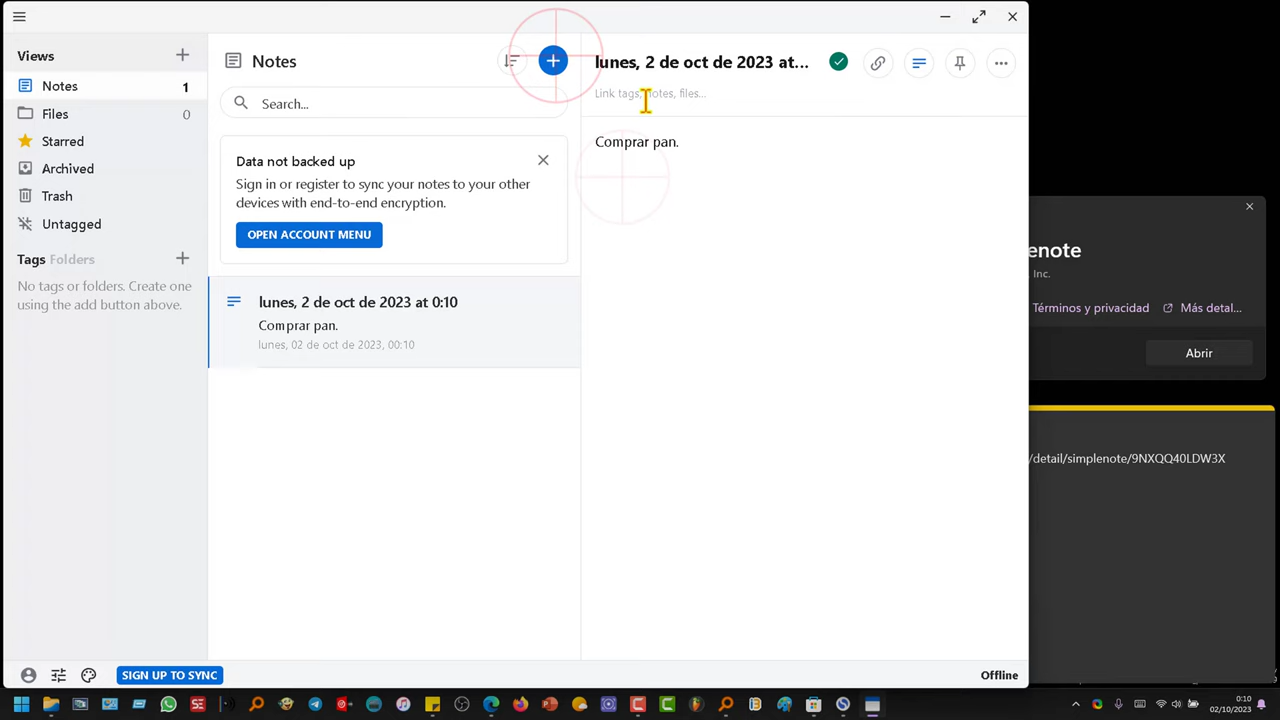 Views
Notes
1
Files
0
Starred
Archived
Trash
Untagged
Tags Folders
No tags or folders. Create one
using the add button above.
Notes
Search...
Data not backed up
Sign in or register to sync your notes to your other
devices with end-to-end encryption.
OPEN ACCOUNT MENU
lunes, 2 de oct de 2023 at 0:10
Comprar pan.
lunes, 02 de oct de 2023, 00:10
lunes, 2 de oct de 2023 at...
Link tags, notes, files...
Comprar pan.
SIGN UP TO SYNC
Offline
enote
Inc.
Términos y privacidad
Más detal...
Abrir
/detail/simplenote/9NXQQ40LDW3X
SE
0:10
02/10/2023